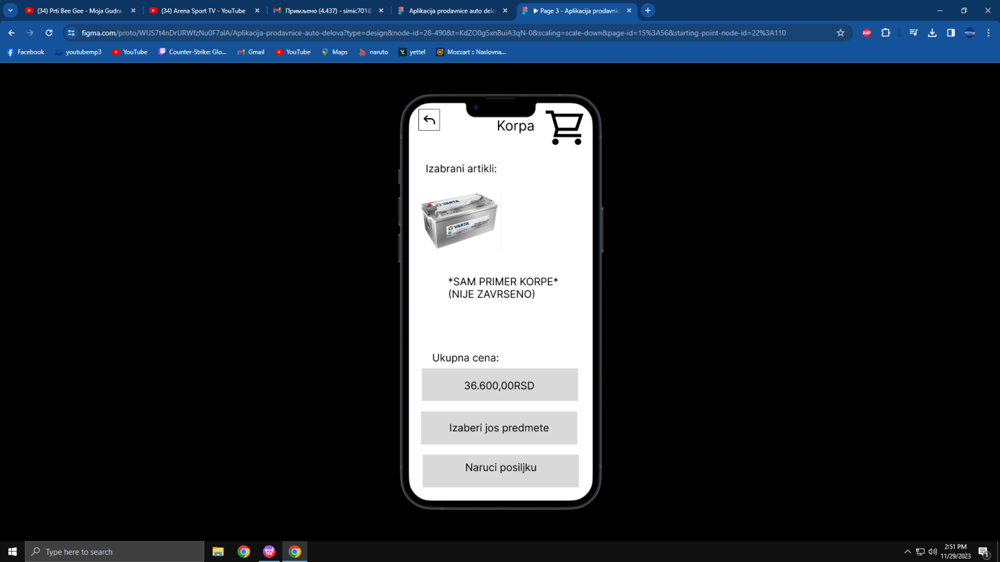 (34) Prti Bee Gee - Moja Gudra
(34) Arena Sport TV - YouTube
Примљено (4.437) - simic701@
Aplikacija prodavnice auto delo
Page 3 - Aplikacija prodavnic
figma.com/proto/WUS7t4nDrURWfzNu0F7aIA/Aplikacija-prodavnice-auto-delova?type=design&node-id=28-490&t=KdZO0g5xnBuiA3qN-0&scaling=scale-down&page-id=15%3A56&starting-point-node-id=22%3A110
ABP
Facebook
youtubemp3
YouTube
Counter-Strike: Glo...
Gmail
YouTube
Maps
naruto
yettel
Mozzart :: Naslovna...
Korpa
Izabrani artikli:
VARTA
VARTA
*SAM PRIMER KORPE*
(NIJE ZAVRSENO)
Ukupna cena:
36.600,00RSD
Izaberi jos predmete
Naruci posiljku
Type here to search
2:51 PM
11/29/2023
1